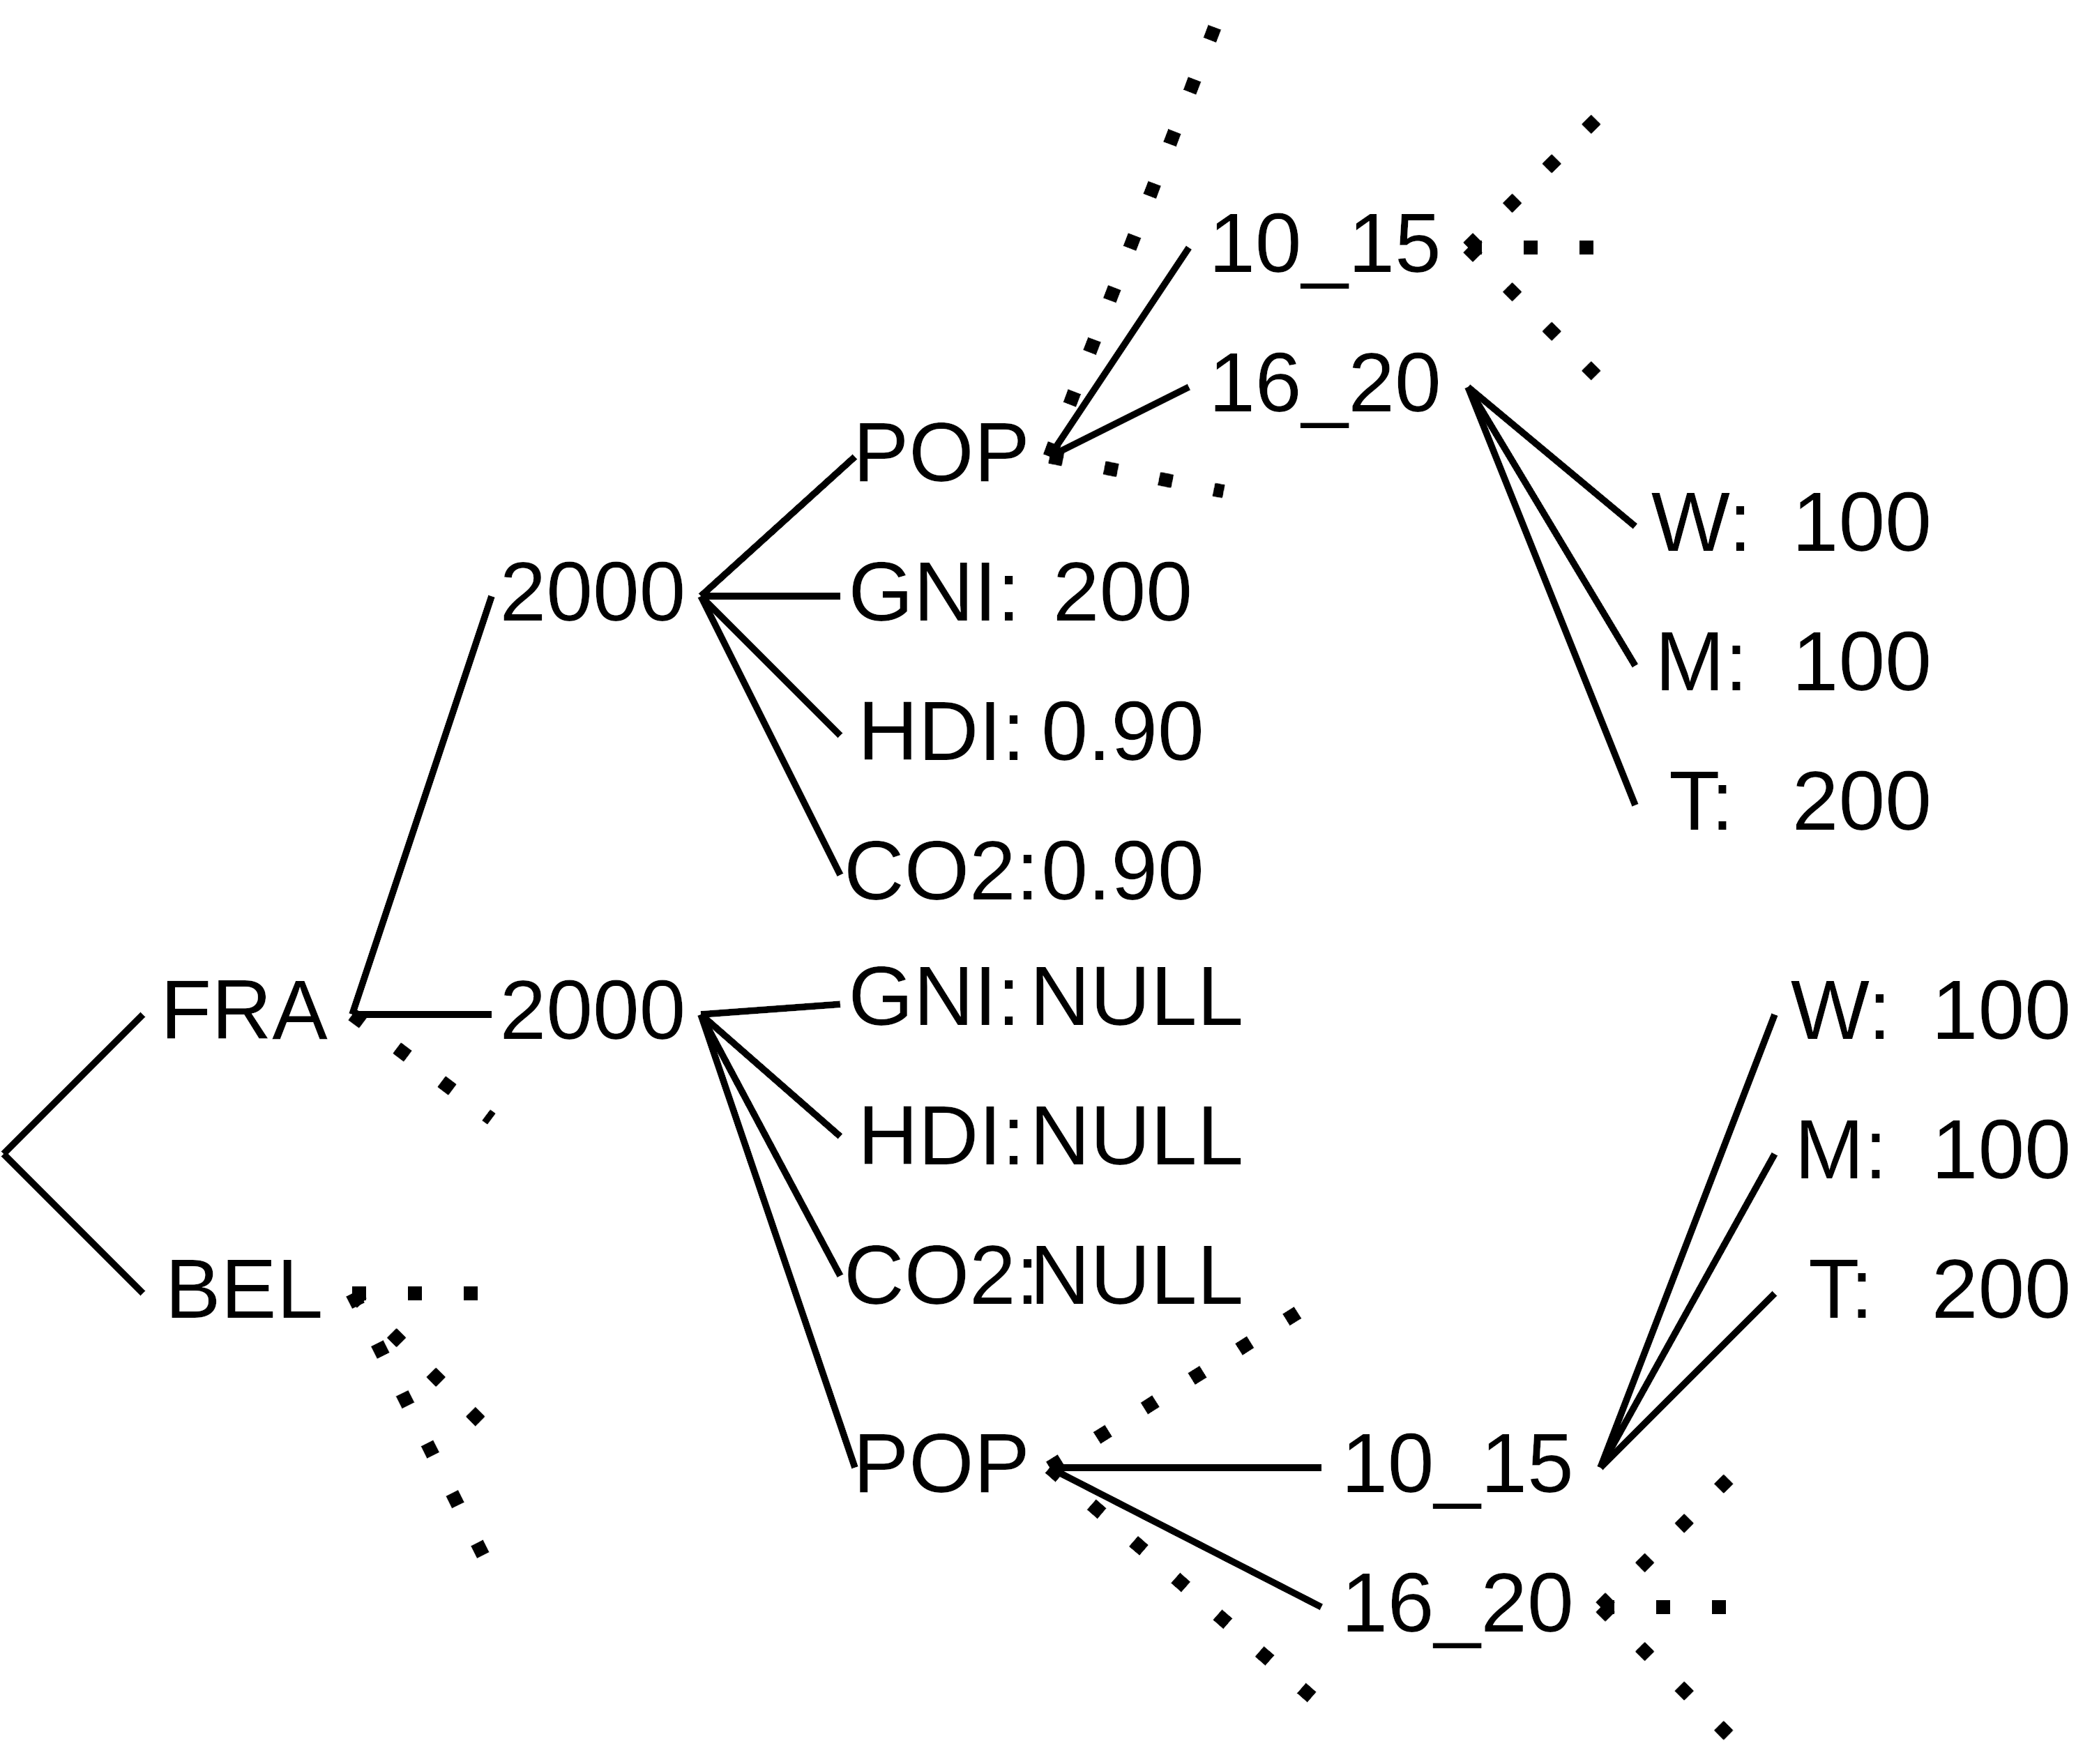 10_15
16_20
POP
W: 100
2000
GNI: 200
M: 100
HDI: 0.90
T: 200
CO2: 0.90
FRA
2000
GNI: NULL
W: 100
HDI: NULL
M: 100
BEL
CO2: NULL
T: 200
POP
10_15
16_20